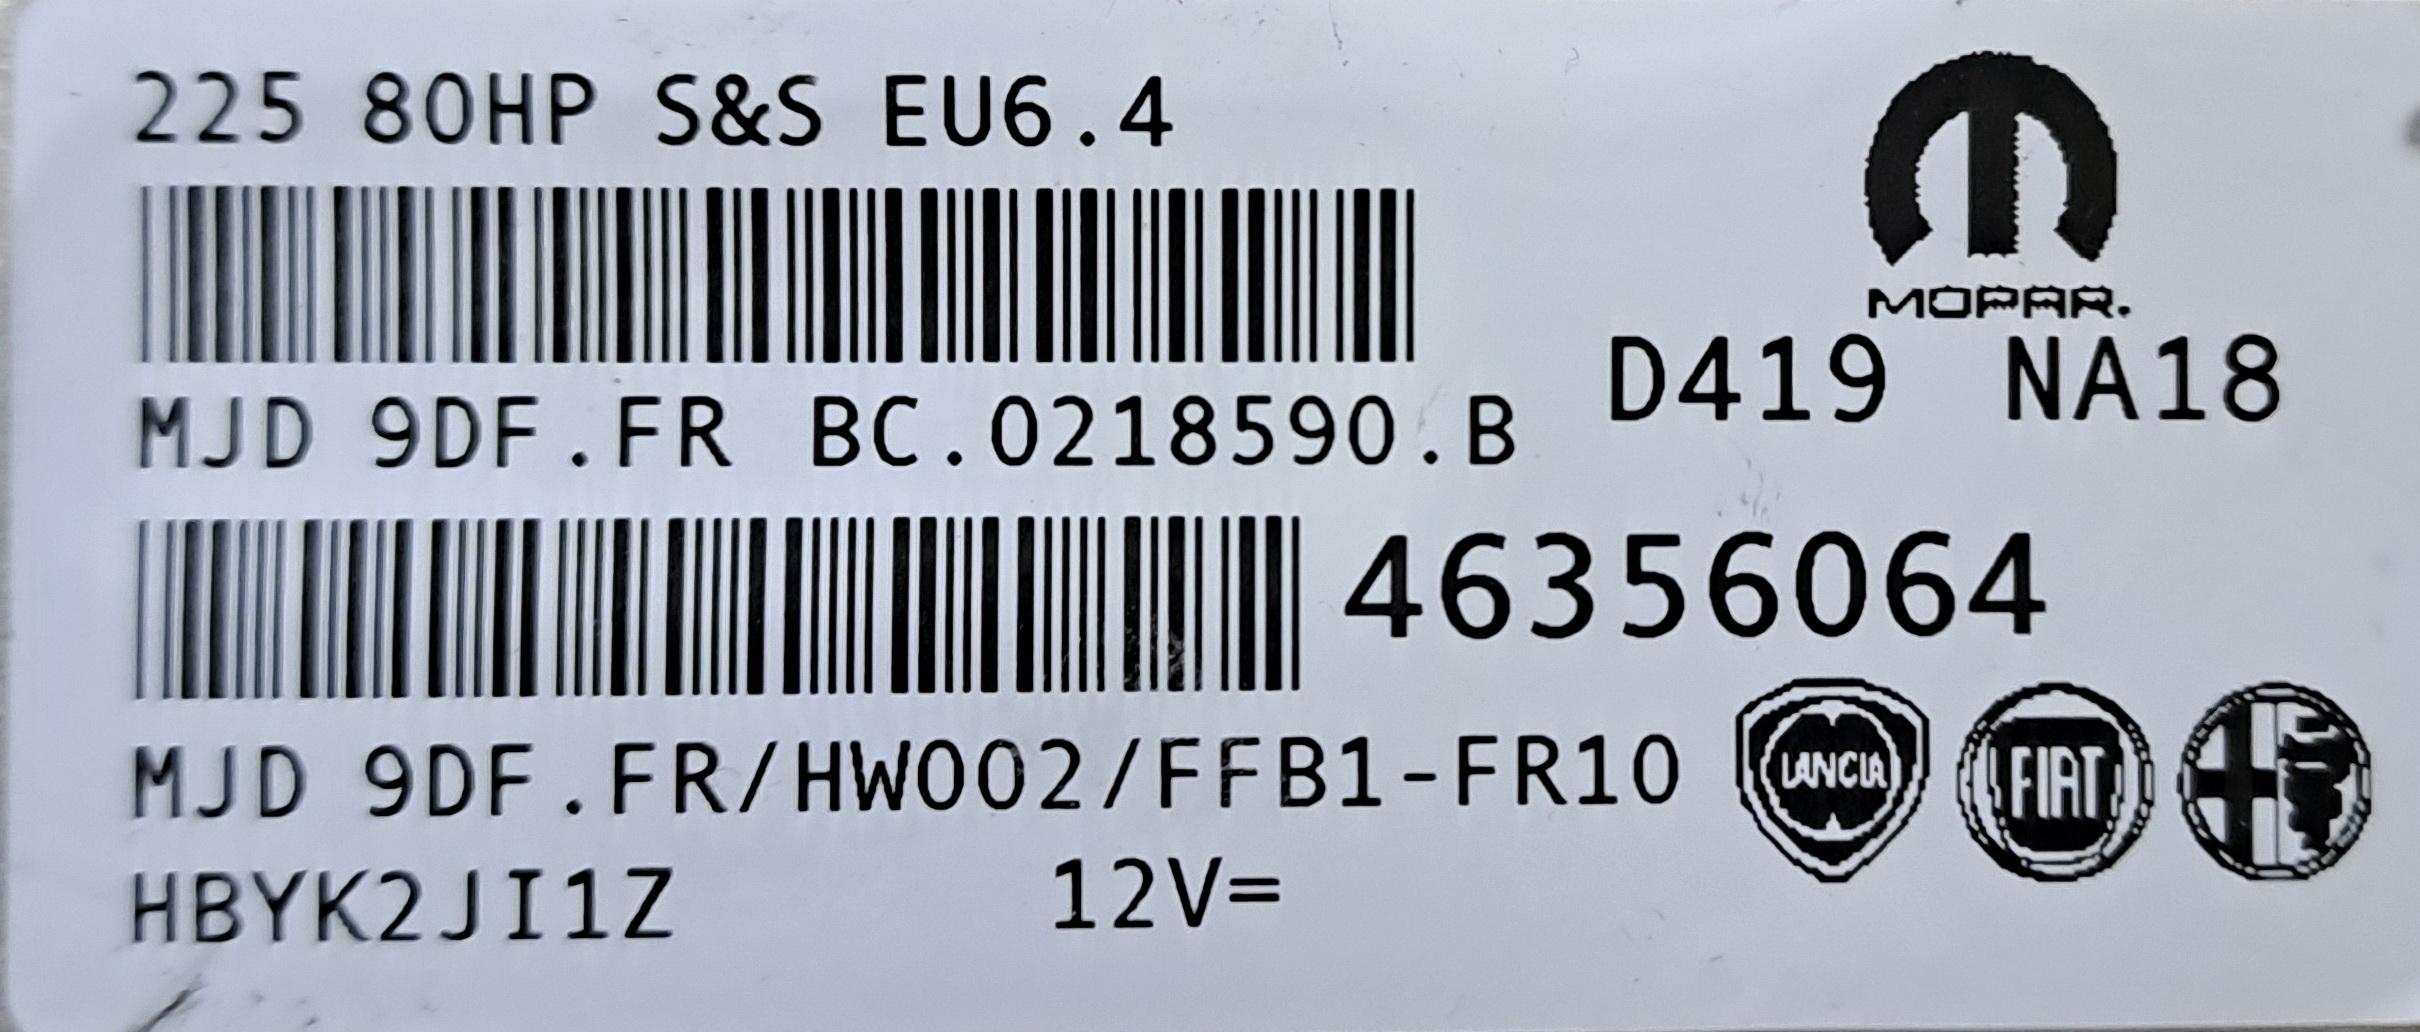 225 80HP S&S EU6.4
MOPAR.
D419 NA18
MJD 9DF.FR BC.0218590.B
46356064
MJD 9DF.FR/HW002/FFB1-FR10
LANCIA FIAT
HBYK2JI1Z 12V=